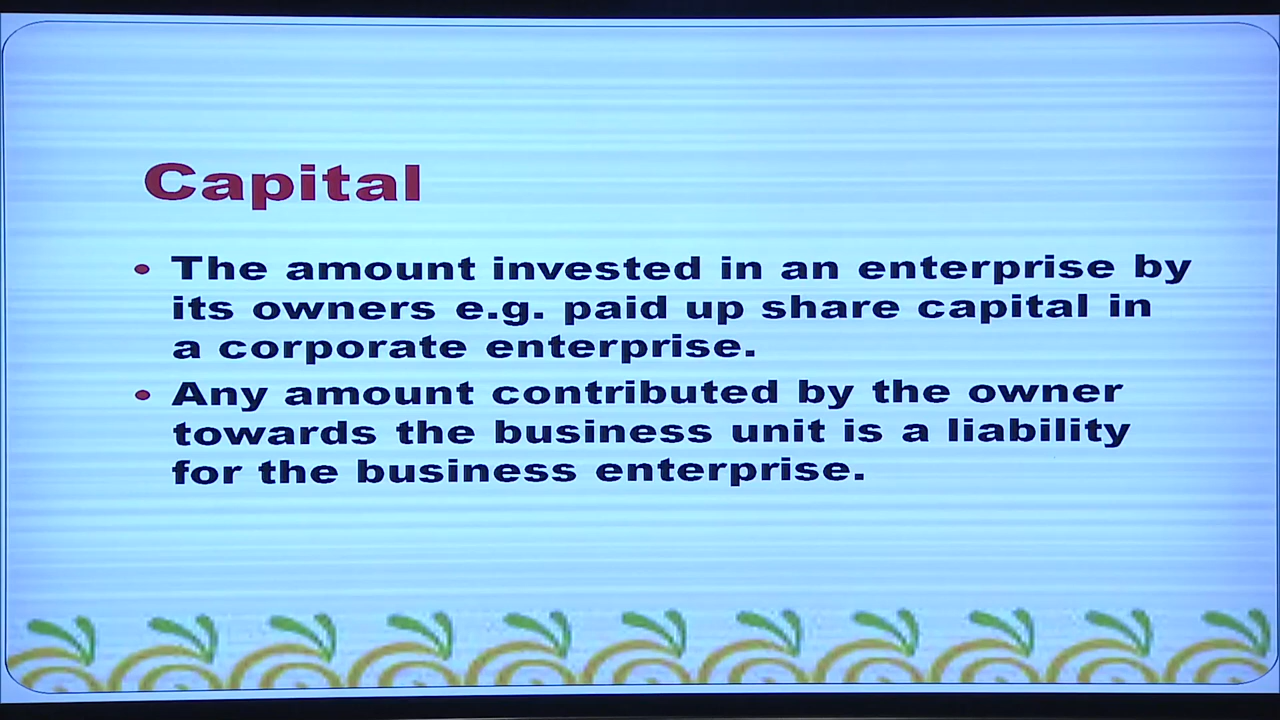 Capital
• The amount invested in an enterprise by
its owners e.g. paid up share capital in
a corporate enterprise.
• Any amount contributed by the owner
towards the business unit is a liability
for the business enterprise.